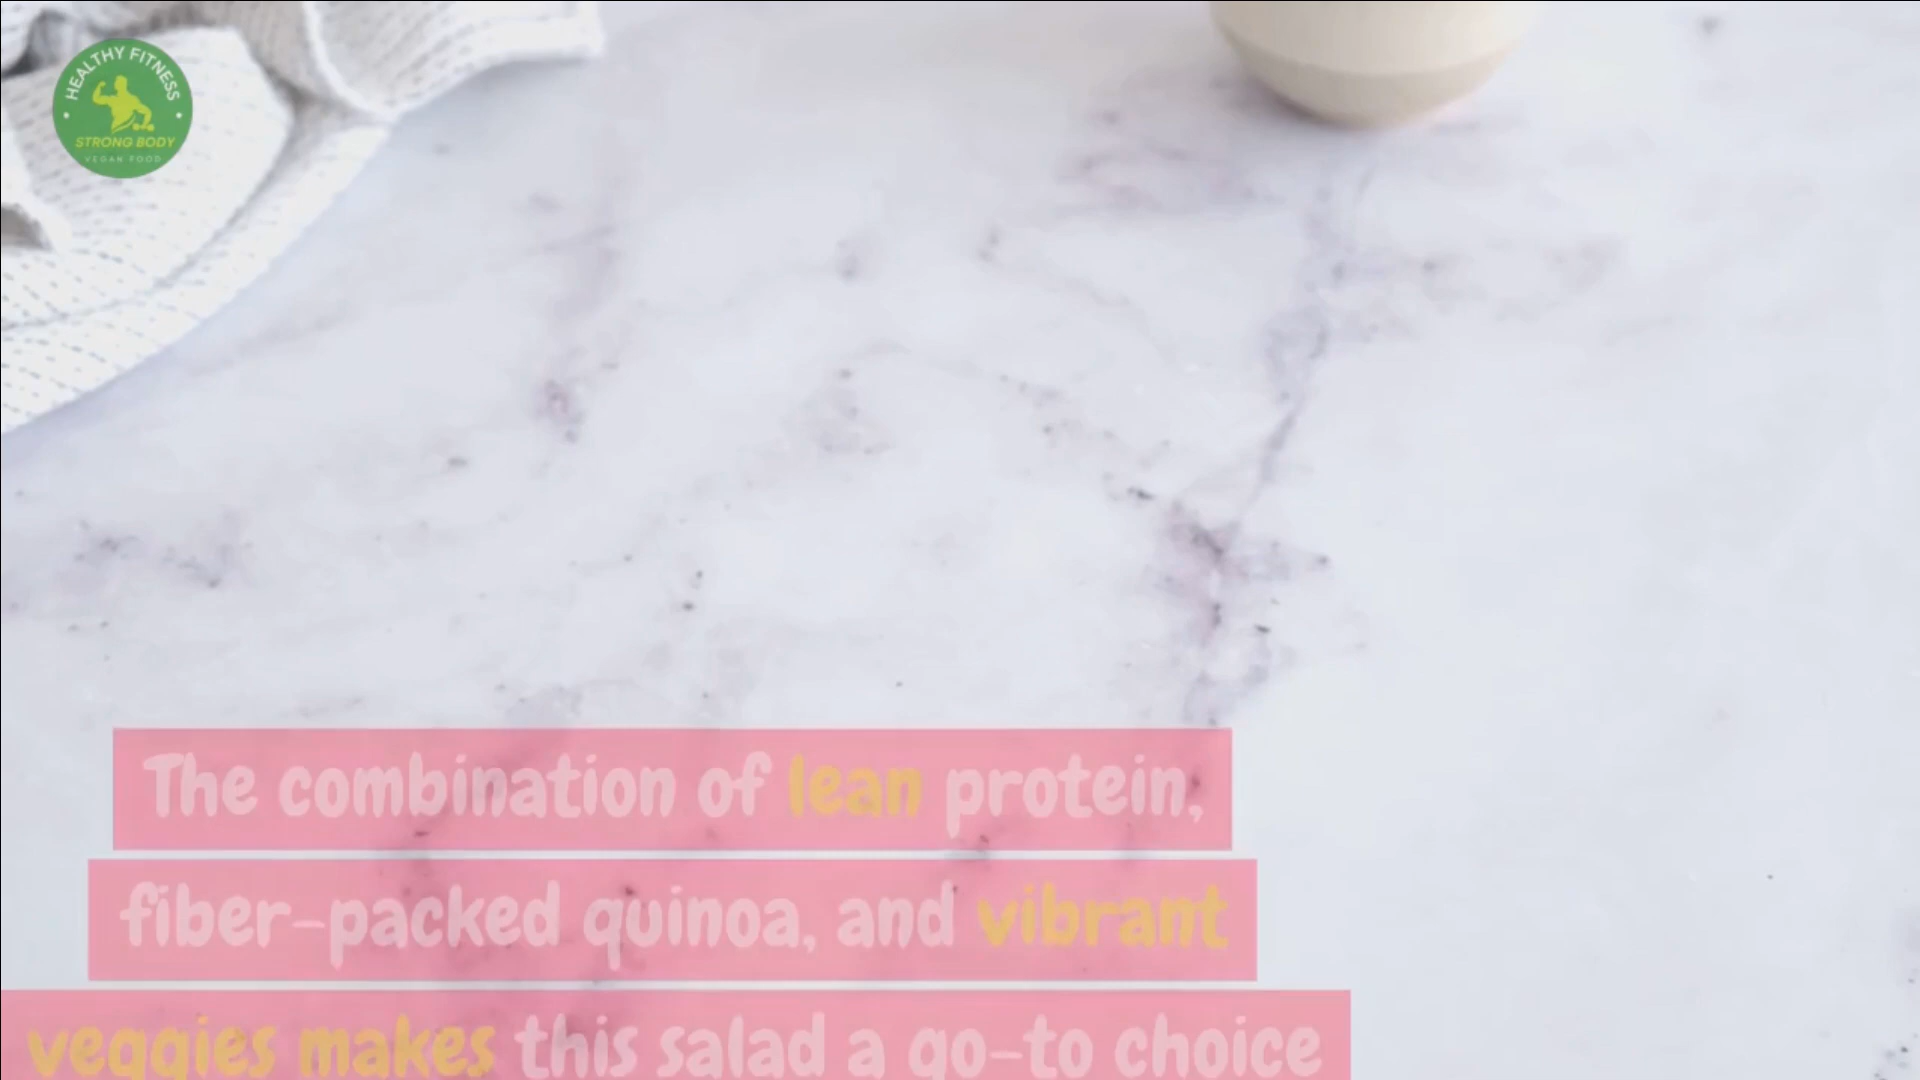 HEALTHY FITNESS
STRONG BODY
VEGAN FOOD
The combination of lean protein,
fiber-packed quinoa, and vibrant
veggies makes this salad a go-to choice